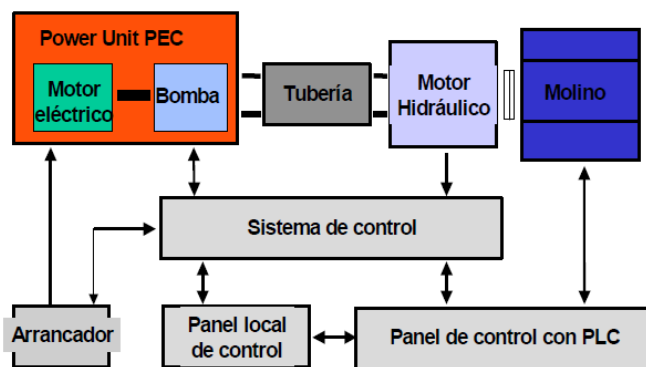 Power Unit PEC
Motor
eléctrico
Bomba
Tubería
Motor
Hidráulico
Molino
Sistema de control
Arrancador
Panel local
de control
Panel de control con PLC